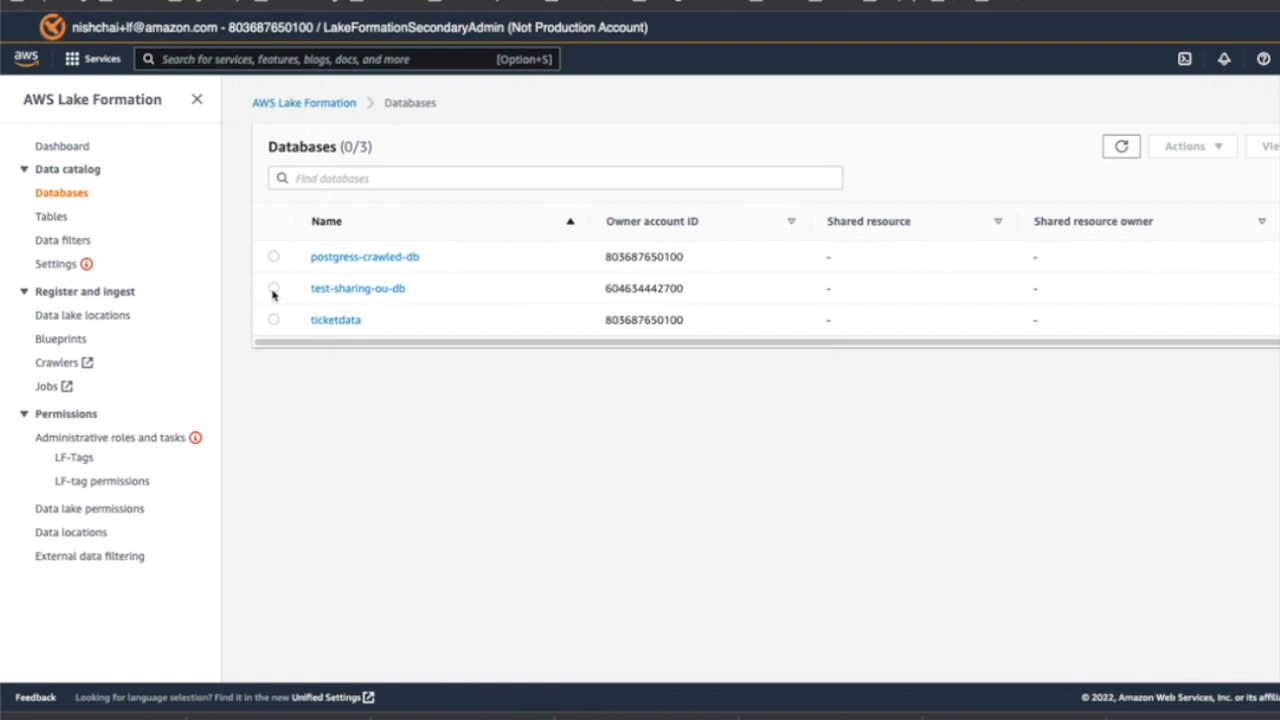 nishchai+lf@amazon.com - 803687650100 / LakeFormationSecondaryAdmin (Not Production Account)
aws Services Search for services, features, blogs, docs, and more [Option+S]
AWS Lake Formation
Dashboard
Data catalog
Databases
Tables
Data filters
Settings
Register and ingest
Data lake locations
Blueprints
Crawlers
Jobs
Permissions
Administrative roles and tasks
LF-Tags
LF-tag permissions
Data lake permissions
Data locations
External data filtering
AWS Lake Formation Databases
Databases (0/3) Actions Vie
Find databases
Name Owner account ID Shared resource Shared resource owner
postgress-crawled-db 803687650100 - -
test-sharing-ou-db 604634442700 - -
ticketdata 803687650100 - -
Feedback Looking for language selection? Find it in the new Unified Settings © 2022, Amazon Web Services, Inc. or its affili